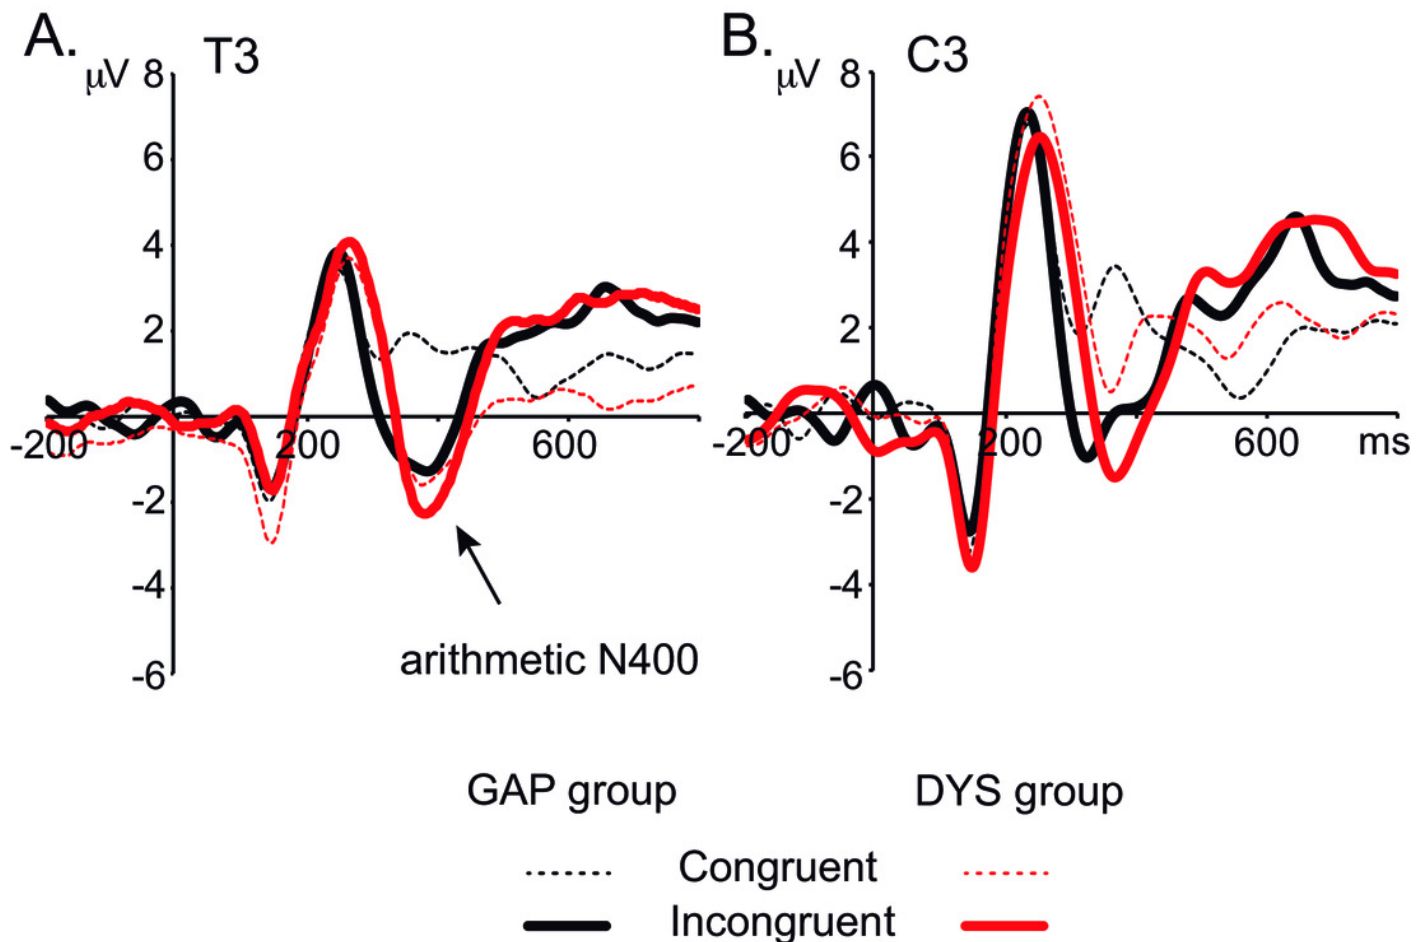 A.
T3
μV 8
6
4
2
-200
200
600
-2
-4
-6
arithmetic N400
B.
C3
μV
8
6
4
2
-200
200
600
ms
-2
-4
-6
GAP group
DYS group
Congruent
Incongruent